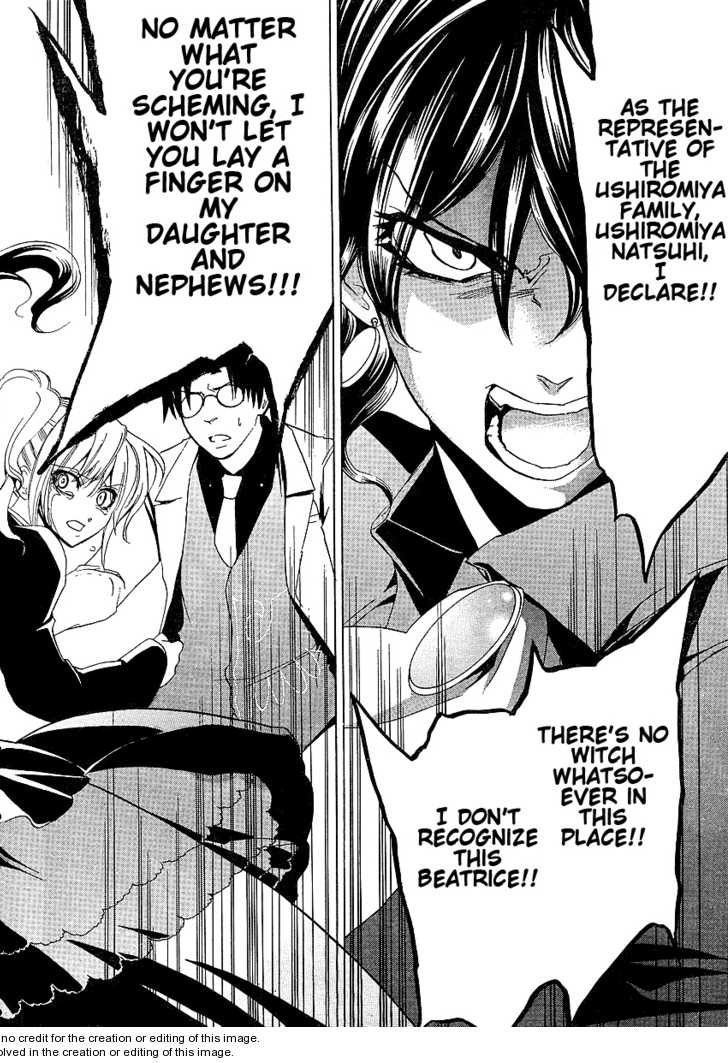 AS THE
REPRESEN-
TATIVE OF
THE
USHIROMIYA
FAMILY,
USHIROMIYA
NATSUHI,
I
DECLARE!!
THERE'S NO
WITCH
WHATSO-
EVER IN
THIS
PLACE!!
I DON'T
RECOGNIZE
THIS
BEATRICE!!
NO MATTER
WHAT
YOU'RE
SCHEMING, I
WON'T LET
YOU LAY A
FINGER ON
MY
DAUGHTER
AND
NEPHEWS!!!
no credit for the creation or editing of this image.
olved in the creation or editing of this image.